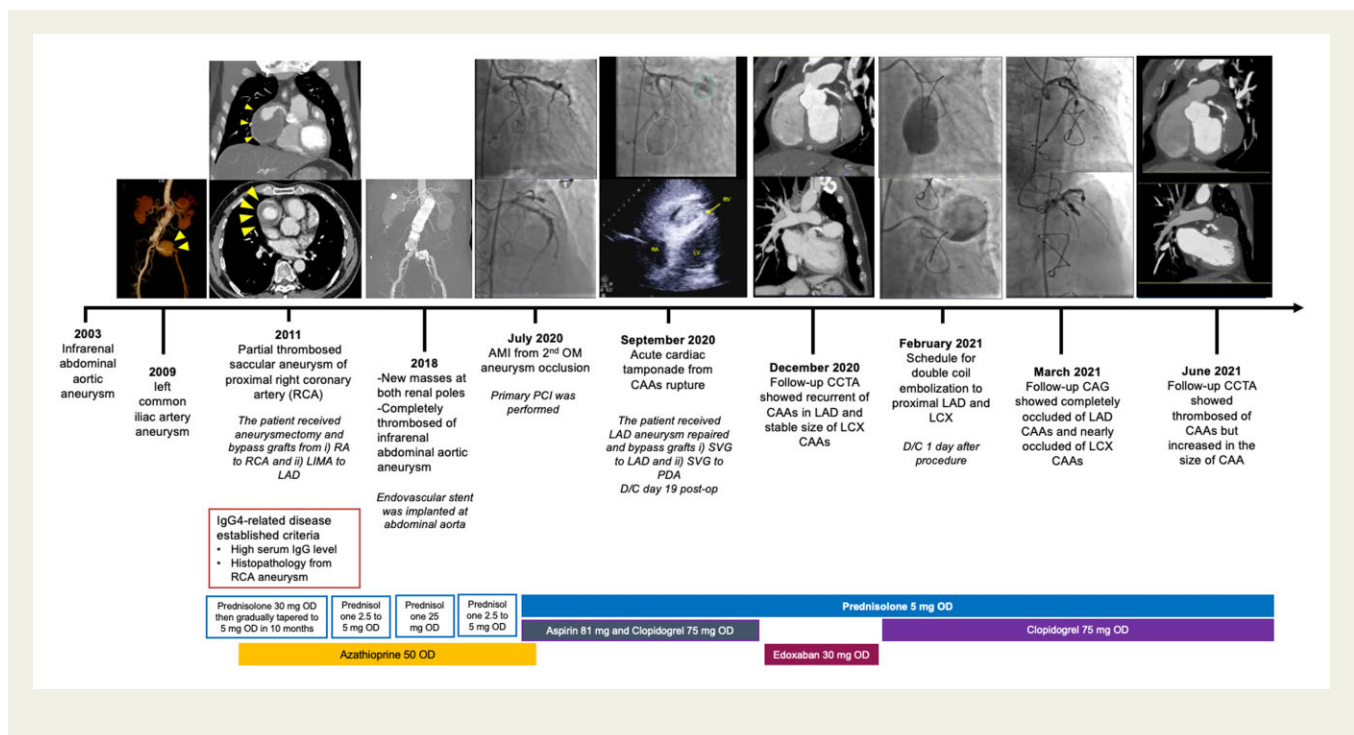 MV
RA
LV
2003
Infrarenal
abdominal
aortic
aneurysm
2009
left
common
iliac artery
aneurysm
2011
Partial thrombosed
saccular aneurysm of
proximal right coronary
artery (RCA)
The patient received
aneurysmectomy and
bypass grafts from i) RA
to RCA and ii) LIMA to
LAD
IgG4-related disease
established criteria
• High serum IgG level
• Histopathology from
RCA aneurysm
2018
-New masses at
both renal poles
-Completely
thrombosed of
infrarenal
abdominal aortic
aneurysm
Endovascular stent
was implanted at
abdominal aorta
July 2020
AMI from 2nd OM
aneurysm occlusion
Primary PCI was
performed
September 2020
Acute cardiac
tamponade from
CAAs rupture
The patient received
LAD aneurysm repaired
and bypass grafts i) SVG
to LAD and ii) SVG to
PDA
D/C day 19 post-op
December 2020
Follow-up CCTA
showed recurrent of
CAAs in LAD and
stable size of LCX
CAAs
February 2021
Schedule for
double coil
embolization to
proximal LAD and
LCX
D/C 1 day after
procedure
March 2021
Follow-up CAG
showed completely
occluded of LAD
CAAs and nearly
occluded of LCX
CAAs
June 2021
Follow-up CCTA
showed
thrombosed of
CAAs but
increased in the
size of CAA
Prednisolone 30 mg OD
then gradually tapered to
5 mg OD in 10 months
Prednisol
one 2.5 to
5 mg OD
Prednisol
one 25
mg OD
Prednisol
one 2.5 to
5 mg OD
Prednisolone 5 mg OD
Aspirin 81 mg and Clopidogrel 75 mg OD
Clopidogrel 75 mg OD
Azathioprine 50 OD
Edoxaban 30 mg OD